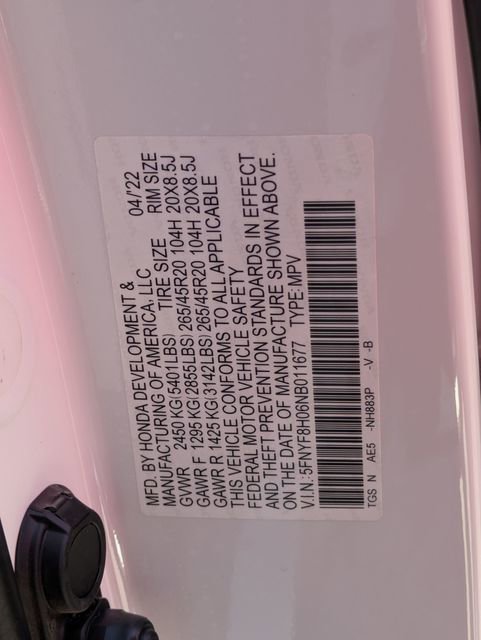 MFD. BY HONDA DEVELOPMENT & 04/'22
MANUFACTURING OF AMERICA, LLC TIRE SIZE RIM SIZE
GVWR 2450 KG(5401LBS)
GAWR F 1295 KG(2855LBS) 265/45R20 104H 20X8.5J
GAWR R 1425 KG(3142LBS) 265/45R20 104H 20X8.5J
THIS VEHICLE CONFORMS TO ALL APPLICABLE
FEDERAL MOTOR VEHICLE SAFETY
AND THEFT PREVENTION STANDARDS IN EFFECT
ON THE DATE OF MANUFACTURE SHOWN ABOVE.
V.I.N.:5FNYF8H06NB011677 TYPE:MPV
TGS N AE5 -NH883P -V -B